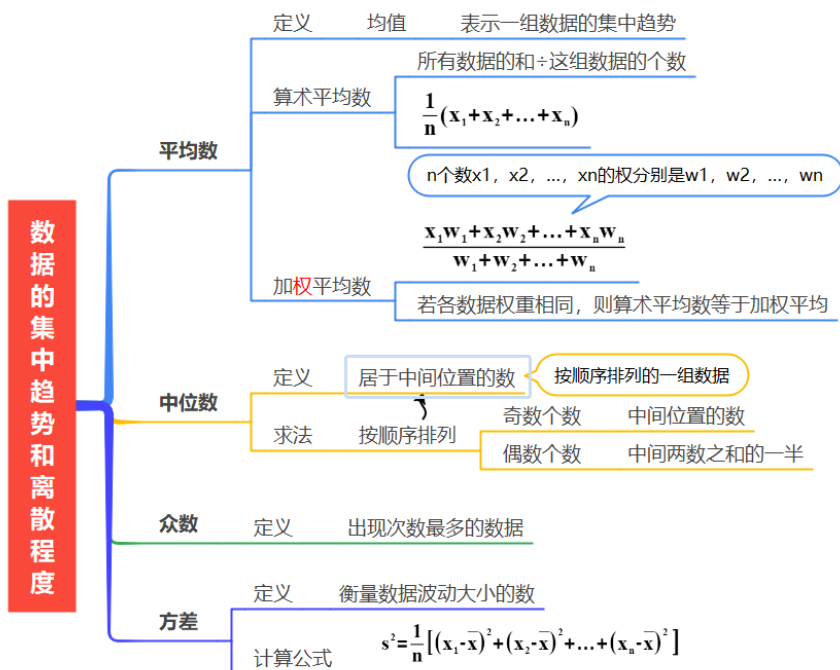 数据的集中趋势和离散程度
平均数
定义 均值 表示一组数据的集中趋势
算术平均数
所有数据的和÷这组数据的个数
1/n(x₁+x₂+…+xₙ)
加权平均数
n个数x1，x2，…，xn的权分别是w1，w2，…，wn
x₁w₁+x₂w₂+…+xₙwₙ
w₁+w₂+…+wₙ
若各数据权重相同，则算术平均数等于加权平均
中位数
定义 居于中间位置的数 按顺序排列的一组数据
求法 按顺序排列
奇数个数 中间位置的数
偶数个数 中间两数之和的一半
众数
定义 出现次数最多的数据
方差
定义 衡量数据波动大小的数
计算公式 s²=1/n[(x₁-x̅)²+(x₂-x̅)²+…+(xₙ-x̅)²]